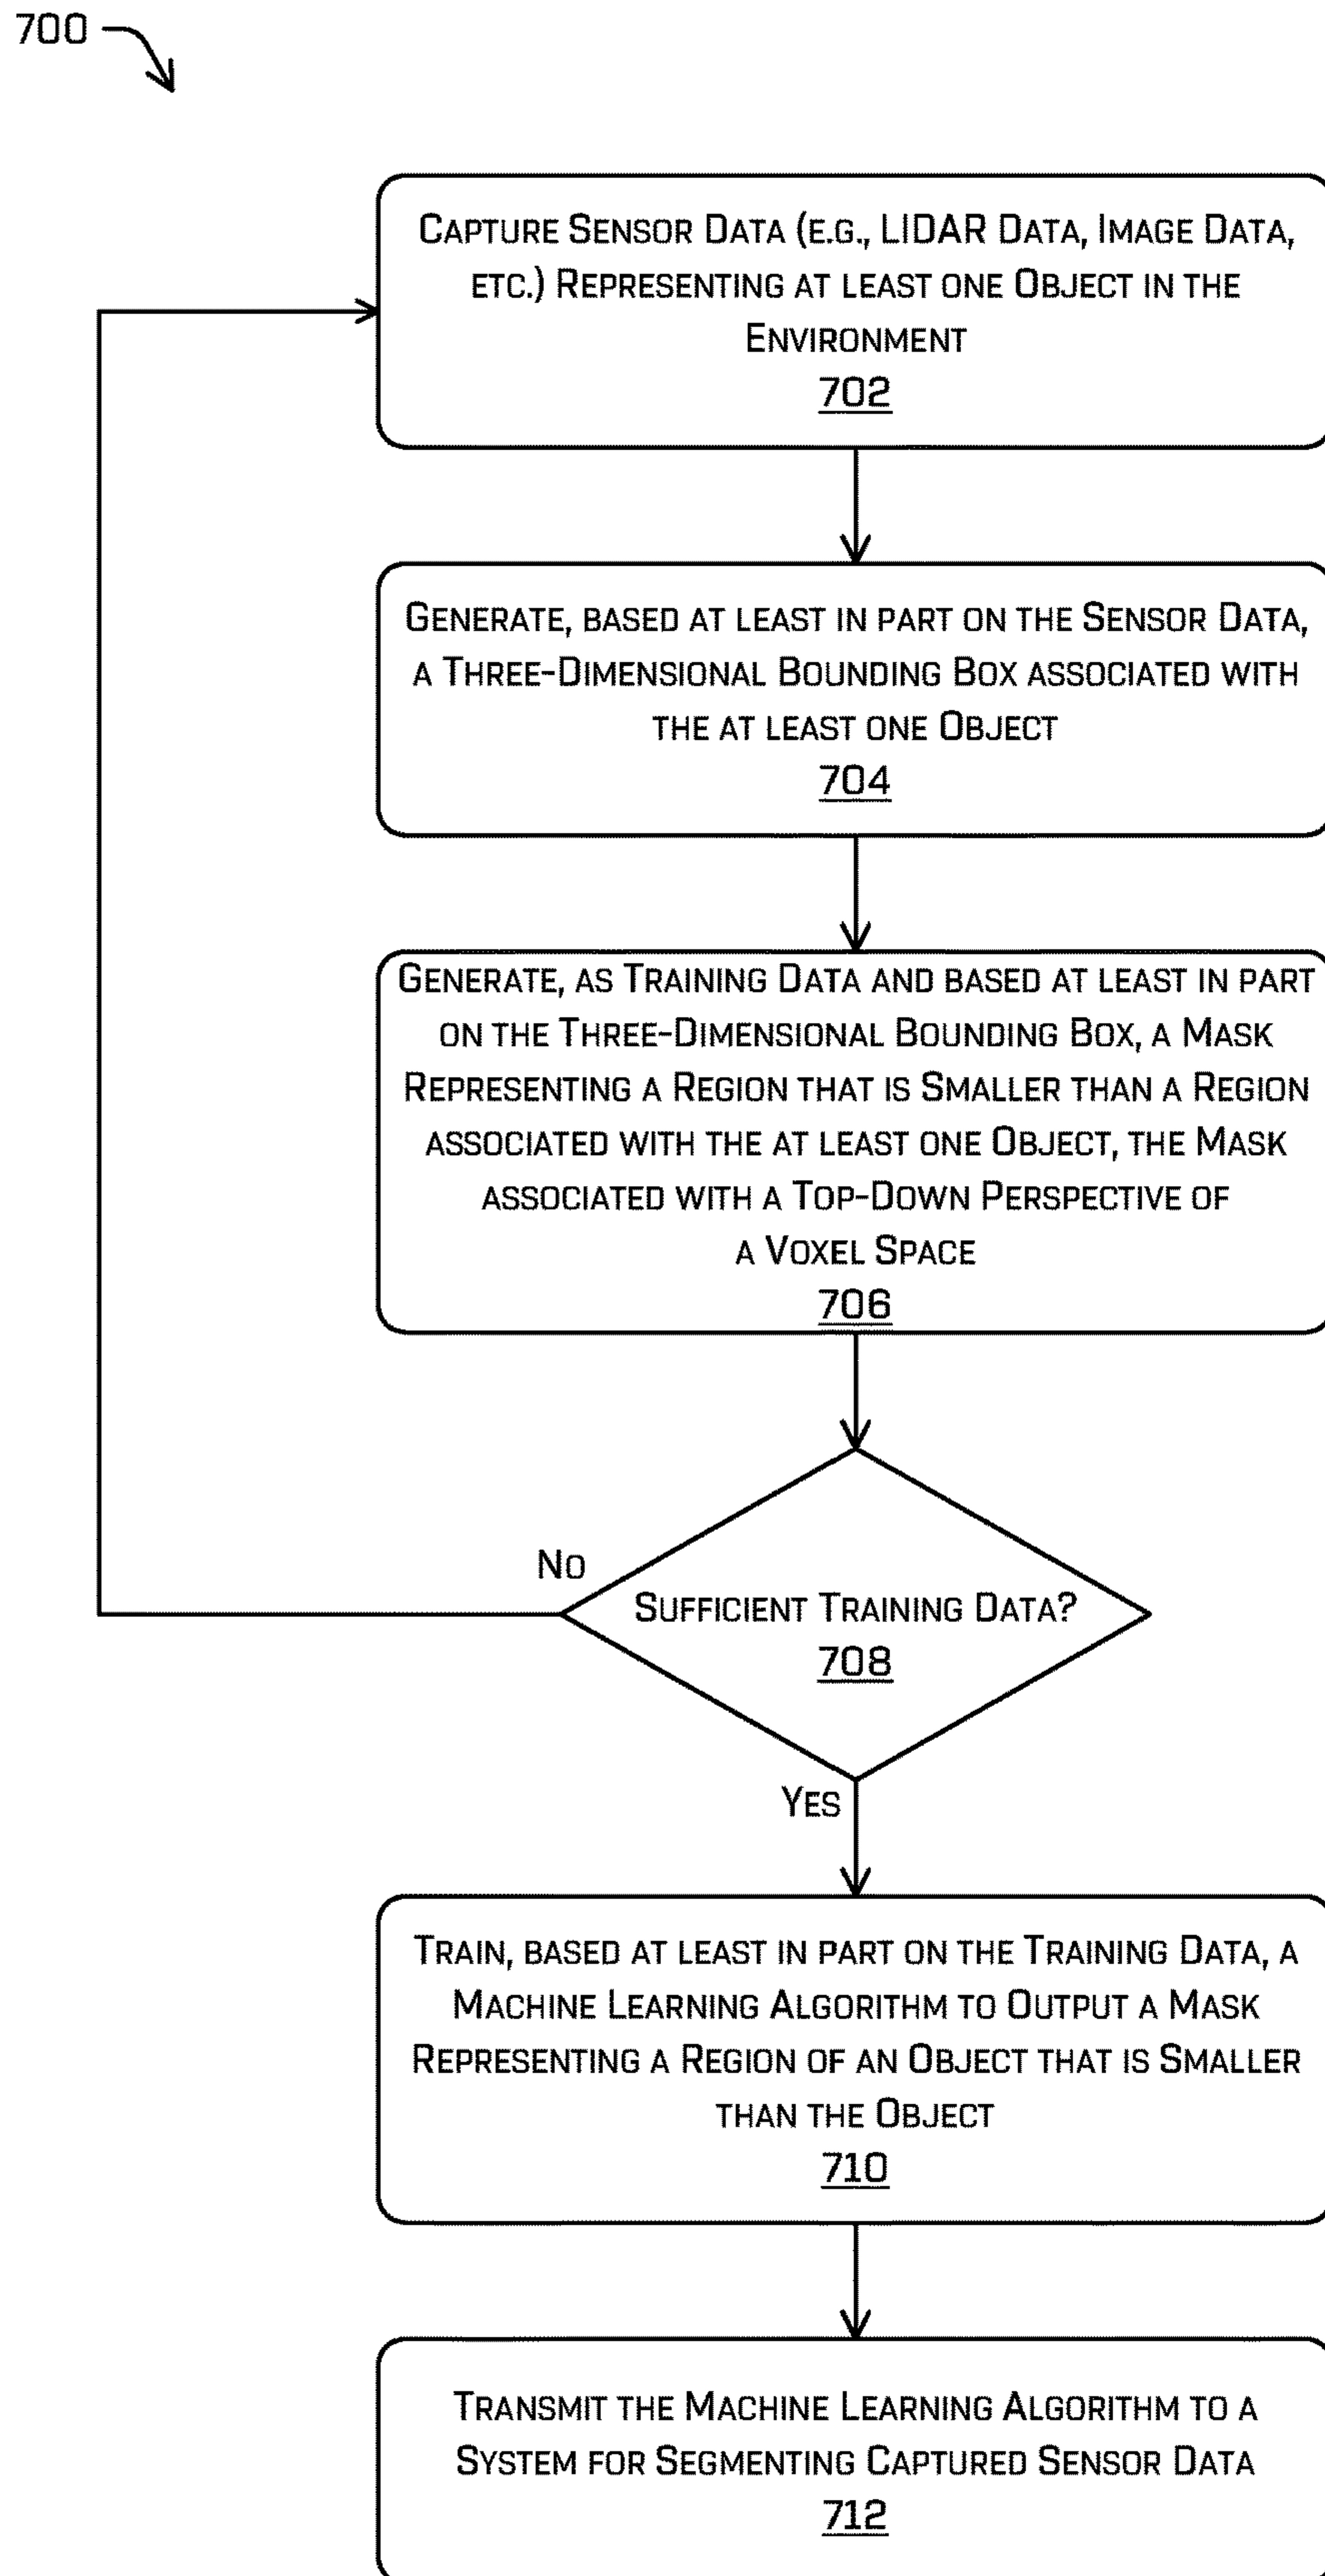 700
CAPTURE SENSOR DATA (E.G., LIDAR DATA, IMAGE DATA,
ETC.) REPRESENTING AT LEAST ONE OBJECT IN THE
ENVIRONMENT
702
GENERATE, BASED AT LEAST IN PART ON THE SENSOR DATA,
A THREE-DIMENSIONAL BOUNDING BOX ASSOCIATED WITH
THE AT LEAST ONE OBJECT
704
GENERATE, AS TRAINING DATA AND BASED AT LEAST IN PART
ON THE THREE-DIMENSIONAL BOUNDING BOX, A MASK
REPRESENTING A REGION THAT IS SMALLER THAN A REGION
ASSOCIATED WITH THE AT LEAST ONE OBJECT, THE MASK
ASSOCIATED WITH A TOP-DOWN PERSPECTIVE OF
A VOXEL SPACE
706
NO
SUFFICIENT TRAINING DATA?
708
YES
TRAIN, BASED AT LEAST IN PART ON THE TRAINING DATA, A
MACHINE LEARNING ALGORITHM TO OUTPUT A MASK
REPRESENTING A REGION OF AN OBJECT THAT IS SMALLER
THAN THE OBJECT
710
TRANSMIT THE MACHINE LEARNING ALGORITHM TO A
SYSTEM FOR SEGMENTING CAPTURED SENSOR DATA
712